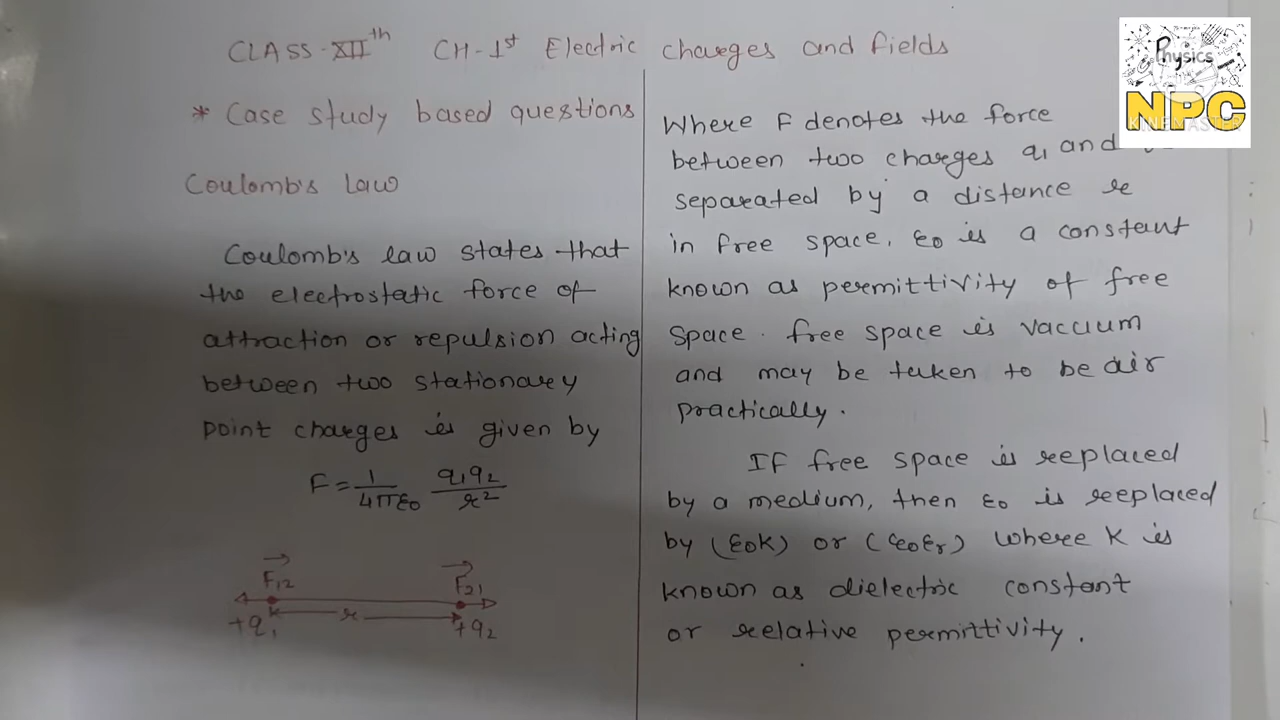 CLASS-XIIth CH-1st Electric charges and fields
* Case study based questions
Coulomb's law
Coulomb's law states that
the electrostatic force of
attraction or repulsion acting
between two stationary
point charges is given by
F = 1/4πε0 q1q2/r2
F12 F21
r
+q1 +q2
Where F denotes the force
between two charges q1 and
separated by a distance r
in free space, ε0 is a constant
known as permittivity of free
space. free space is vaccium
and may be taken to be air
practically.
If free space is replaced
by a medium, then ε0 is replaced
by (ε0K) or (ε0εr) where K is
known as dielectric constant
or relative permittivity.
Physics
NPC
KINEMASTER